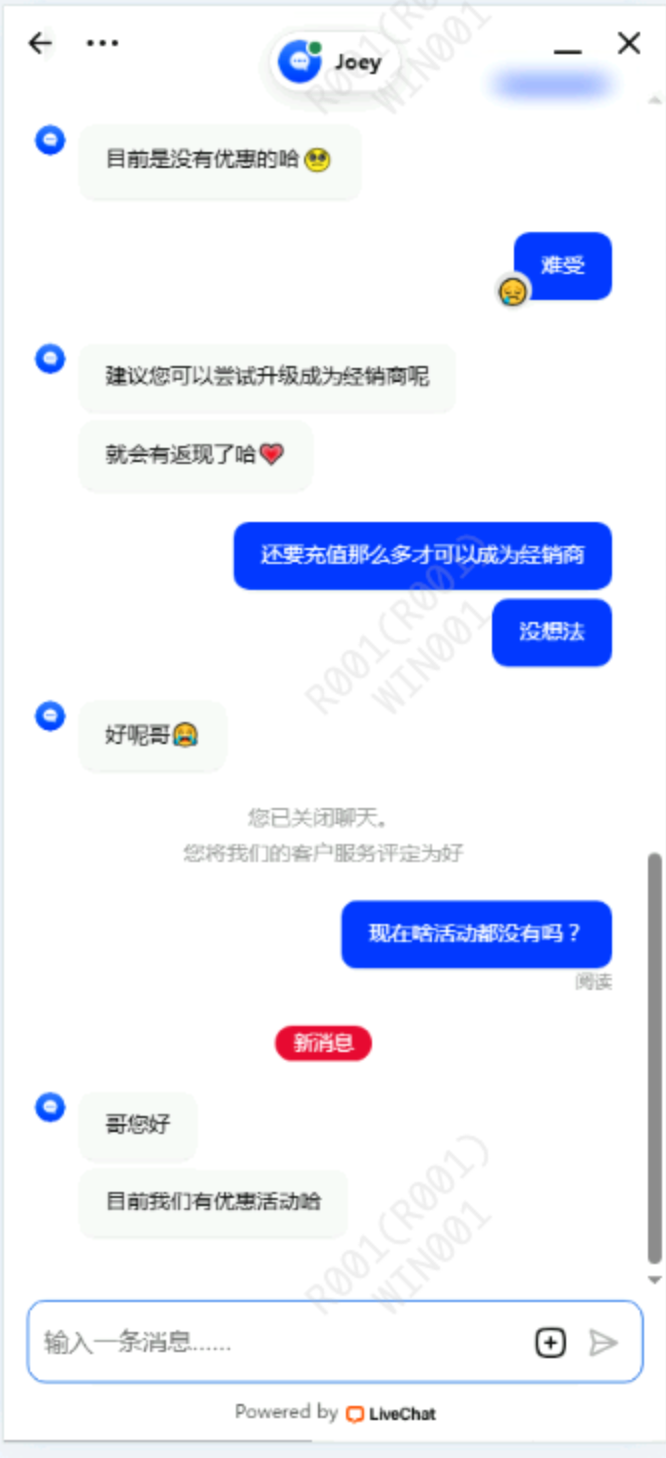 Joey
目前是没有优惠的哈🥹
难受
😢
建议您可以尝试升级成为经销商呢
就会有返现了哈💗
还要充值那么多才可以成为经销商
没想法
好呢哥😭
您已关闭聊天。
您将我们的客户服务评定为好
现在啥活动都没有吗？
阅读
新消息
哥您好
目前我们有优惠活动哈
输入一条消息......
Powered by LiveChat
R001(R001)
WIN001
R001(R001)
WIN001
R001(R001)
WIN001